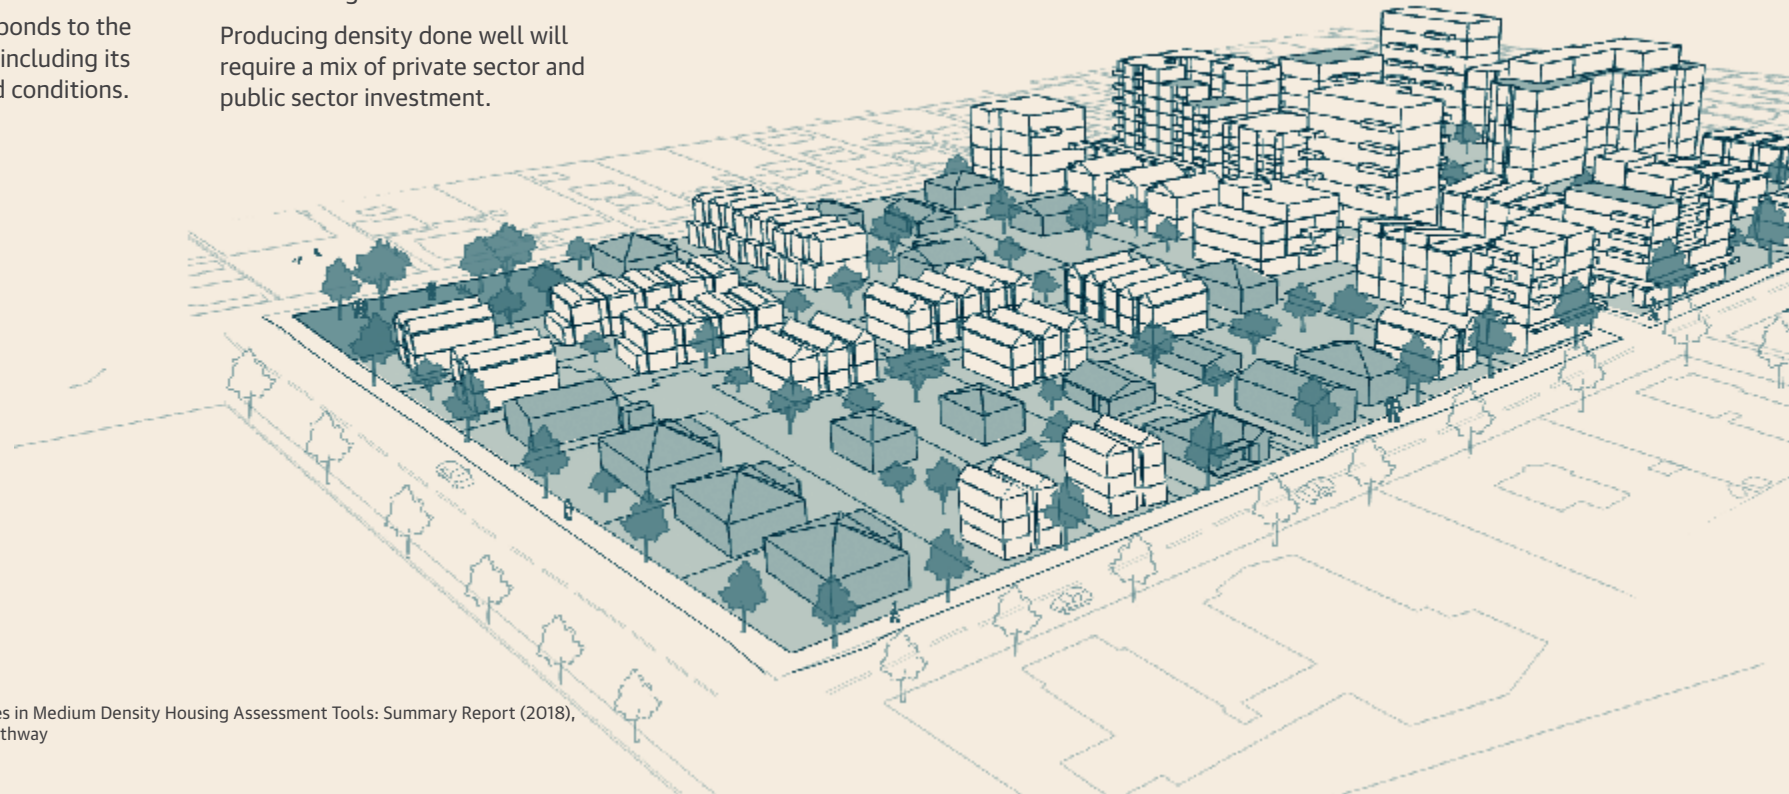 ponds to the
including its
d conditions.
Producing density done well will
require a mix of private sector and
public sector investment.
es in Medium Density Housing Assessment Tools: Summary Report (2018),
thway